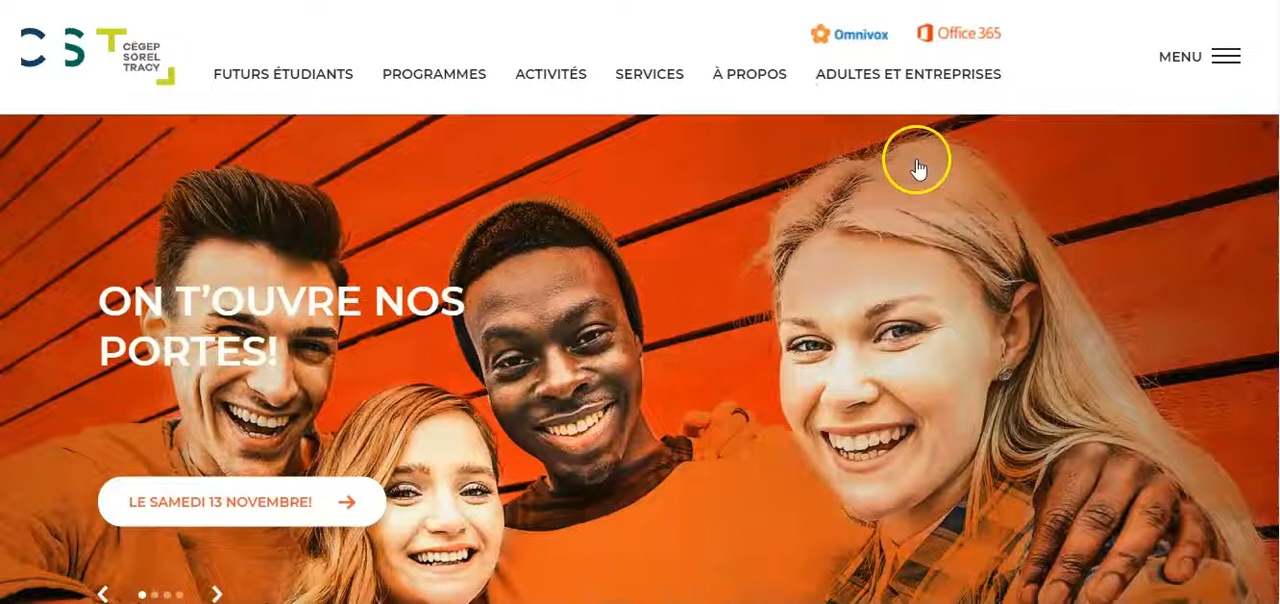 CST
CÉGEP
SOREL
TRACY
Omnivox
Office 365
FUTURS ÉTUDIANTS
PROGRAMMES
ACTIVITÉS
SERVICES
À PROPOS
ADULTES ET ENTREPRISES
MENU
ON T'OUVRE NOS
PORTES!
LE SAMEDI 13 NOVEMBRE!